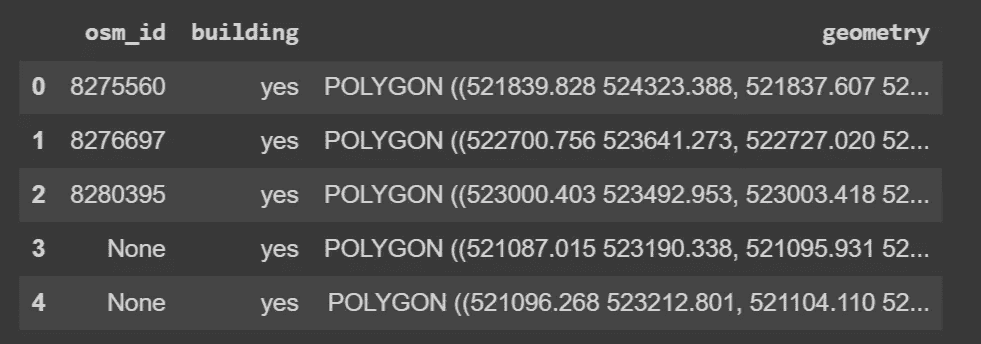 osm_id building geometry
0 8275560 yes POLYGON ((521839.828 524323.388, 521837.607 52...
1 8276697 yes POLYGON ((522700.756 523641.273, 522727.020 52...
2 8280395 yes POLYGON ((523000.403 523492.953, 523003.418 52...
3 None yes POLYGON ((521087.015 523190.338, 521095.931 52...
4 None yes POLYGON ((521096.268 523212.801, 521104.110 52...